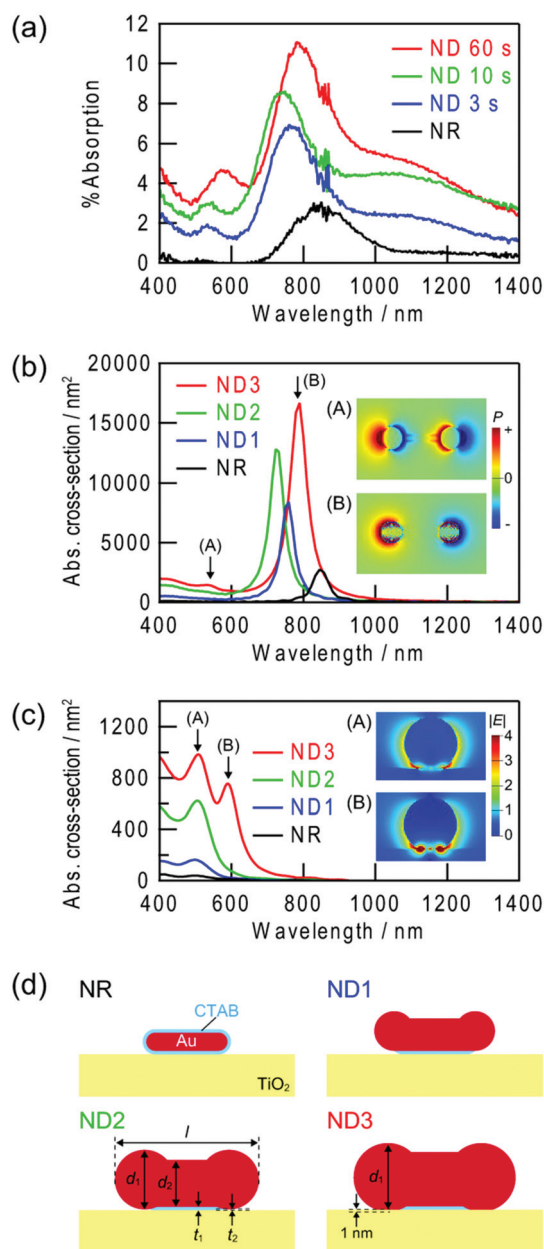 (a)
12
10
8
6
4
2
0
%Absorption
ND 60 s
ND 10 s
ND 3 s
NR
400 600 800 1000 1200 1400
Wavelength / nm
(b)
20000
15000
10000
5000
0
Abs. cross-section / nm²
ND3
ND2
ND1
NR
(A)
(B)
(A)
(B)
P
+
0
-
400 600 800 1000 1200 1400
Wavelength / nm
(c)
1200
800
400
0
Abs. cross-section / nm²
(A)
(B)
ND3
ND2
ND1
NR
(A)
(B)
|E|
4
3
2
1
0
400 600 800 1000 1200 1400
Wavelength / nm
(d)
NR
CTAB
Au
TiO₂
ND1
ND2
l
d₁
d₂
t₁
t₂
ND3
d₁
1 nm